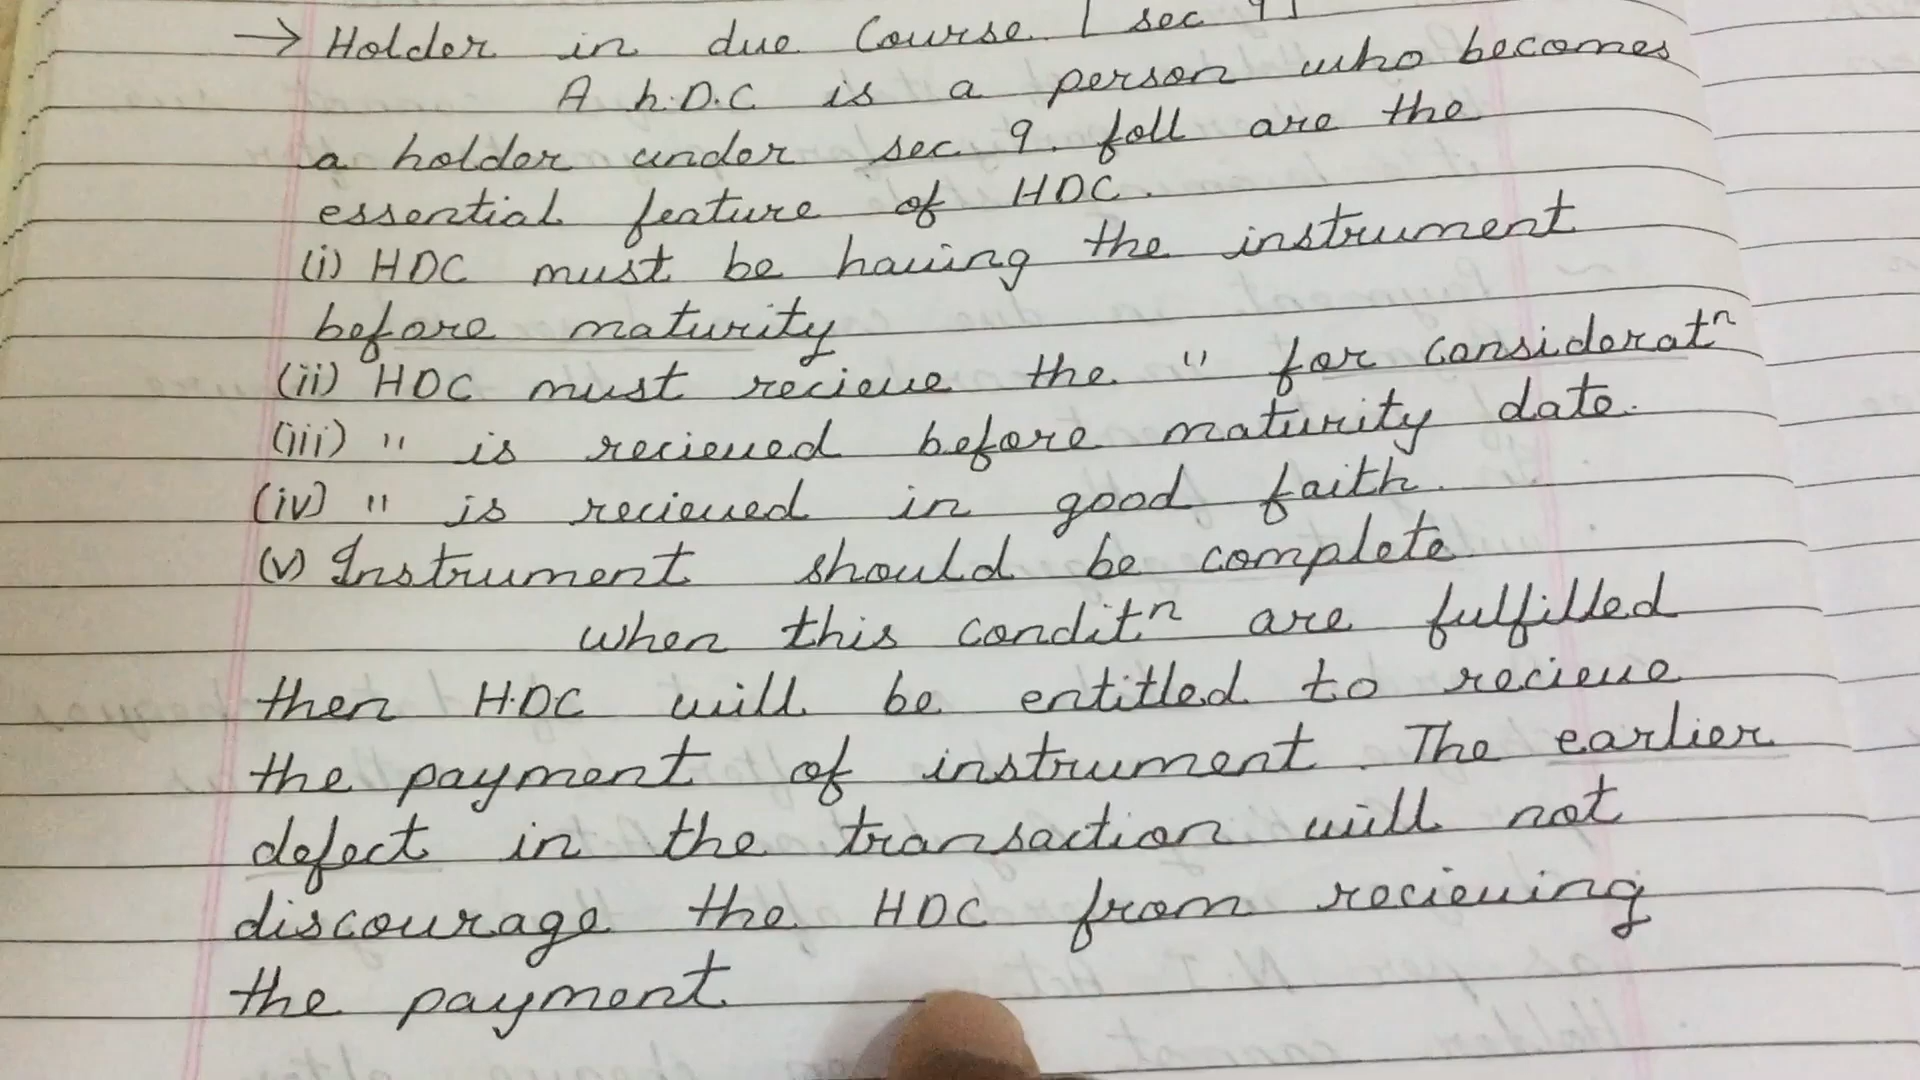 → Holder in due Course [sec 9]
A h.D.C is a person who becomes
a holder under sec 9. foll are the
essential feature of HDC.
(i) HDC must be having the instrument
before maturity
(ii) HDC must recieve the " for consideratⁿ
(iii) " is recieved before maturity date.
(iv) " is recieved in good faith.
(v) Instrument should be complete
when this conditⁿ are fulfilled
then H.DC will be entitled to recieve
the payment of instrument. The earlier
defect in the transaction will not
discourage the HDC from recieving
the payment